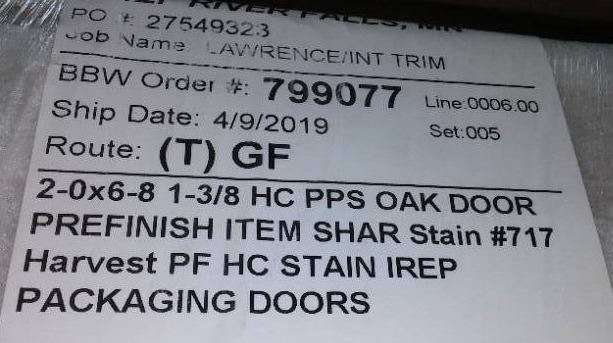 RIVER FALLS, MN
PO #: 27549323
Job Name LAWRENCE/INT TRIM
BBW Order #: 799077 Line:0006.00
Ship Date: 4/9/2019 Set:005
Route: (T) GF
2-0x6-8 1-3/8 HC PPS OAK DOOR
PREFINISH ITEM SHAR Stain #717
Harvest PF HC STAIN IREP
PACKAGING DOORS